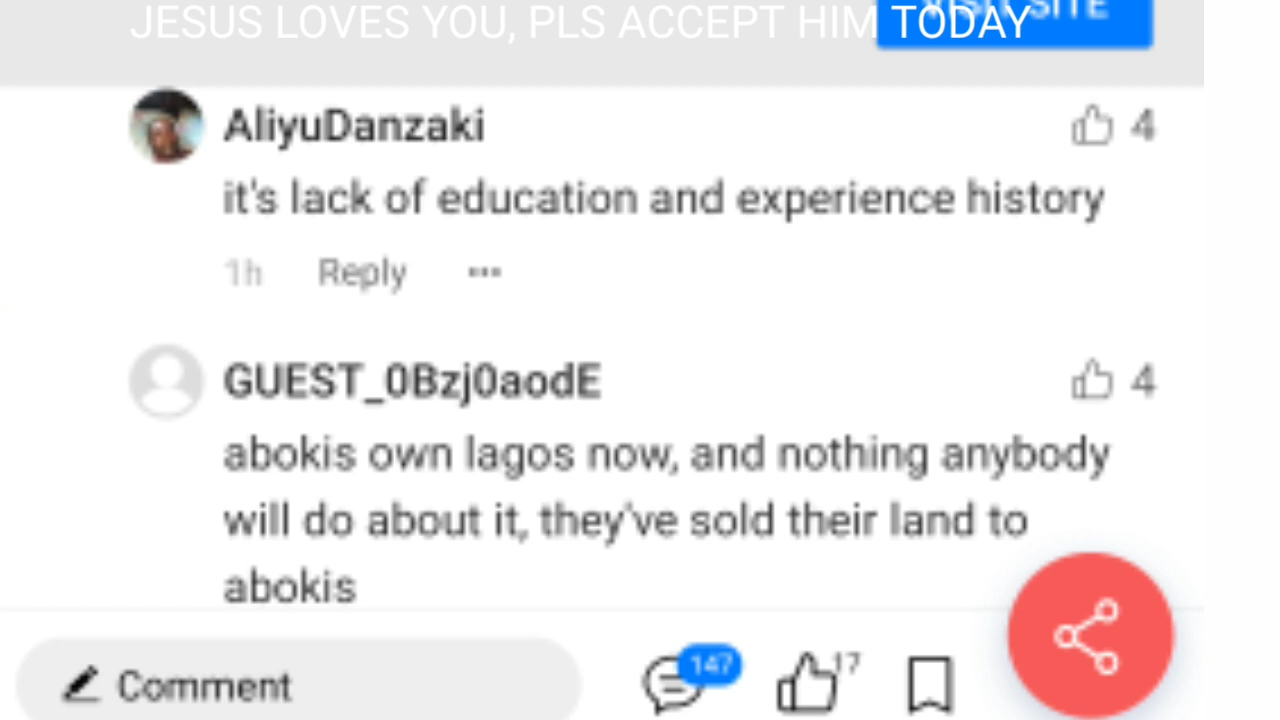 JESUS LOVES YOU, PLS ACCEPT HIM TODAY
VISIT SITE
AliyuDanzaki 4
it's lack of education and experience history
1h Reply ...
GUEST_0Bzj0aodE 4
abokis own lagos now, and nothing anybody
will do about it, they've sold their land to
abokis
Comment 147 17